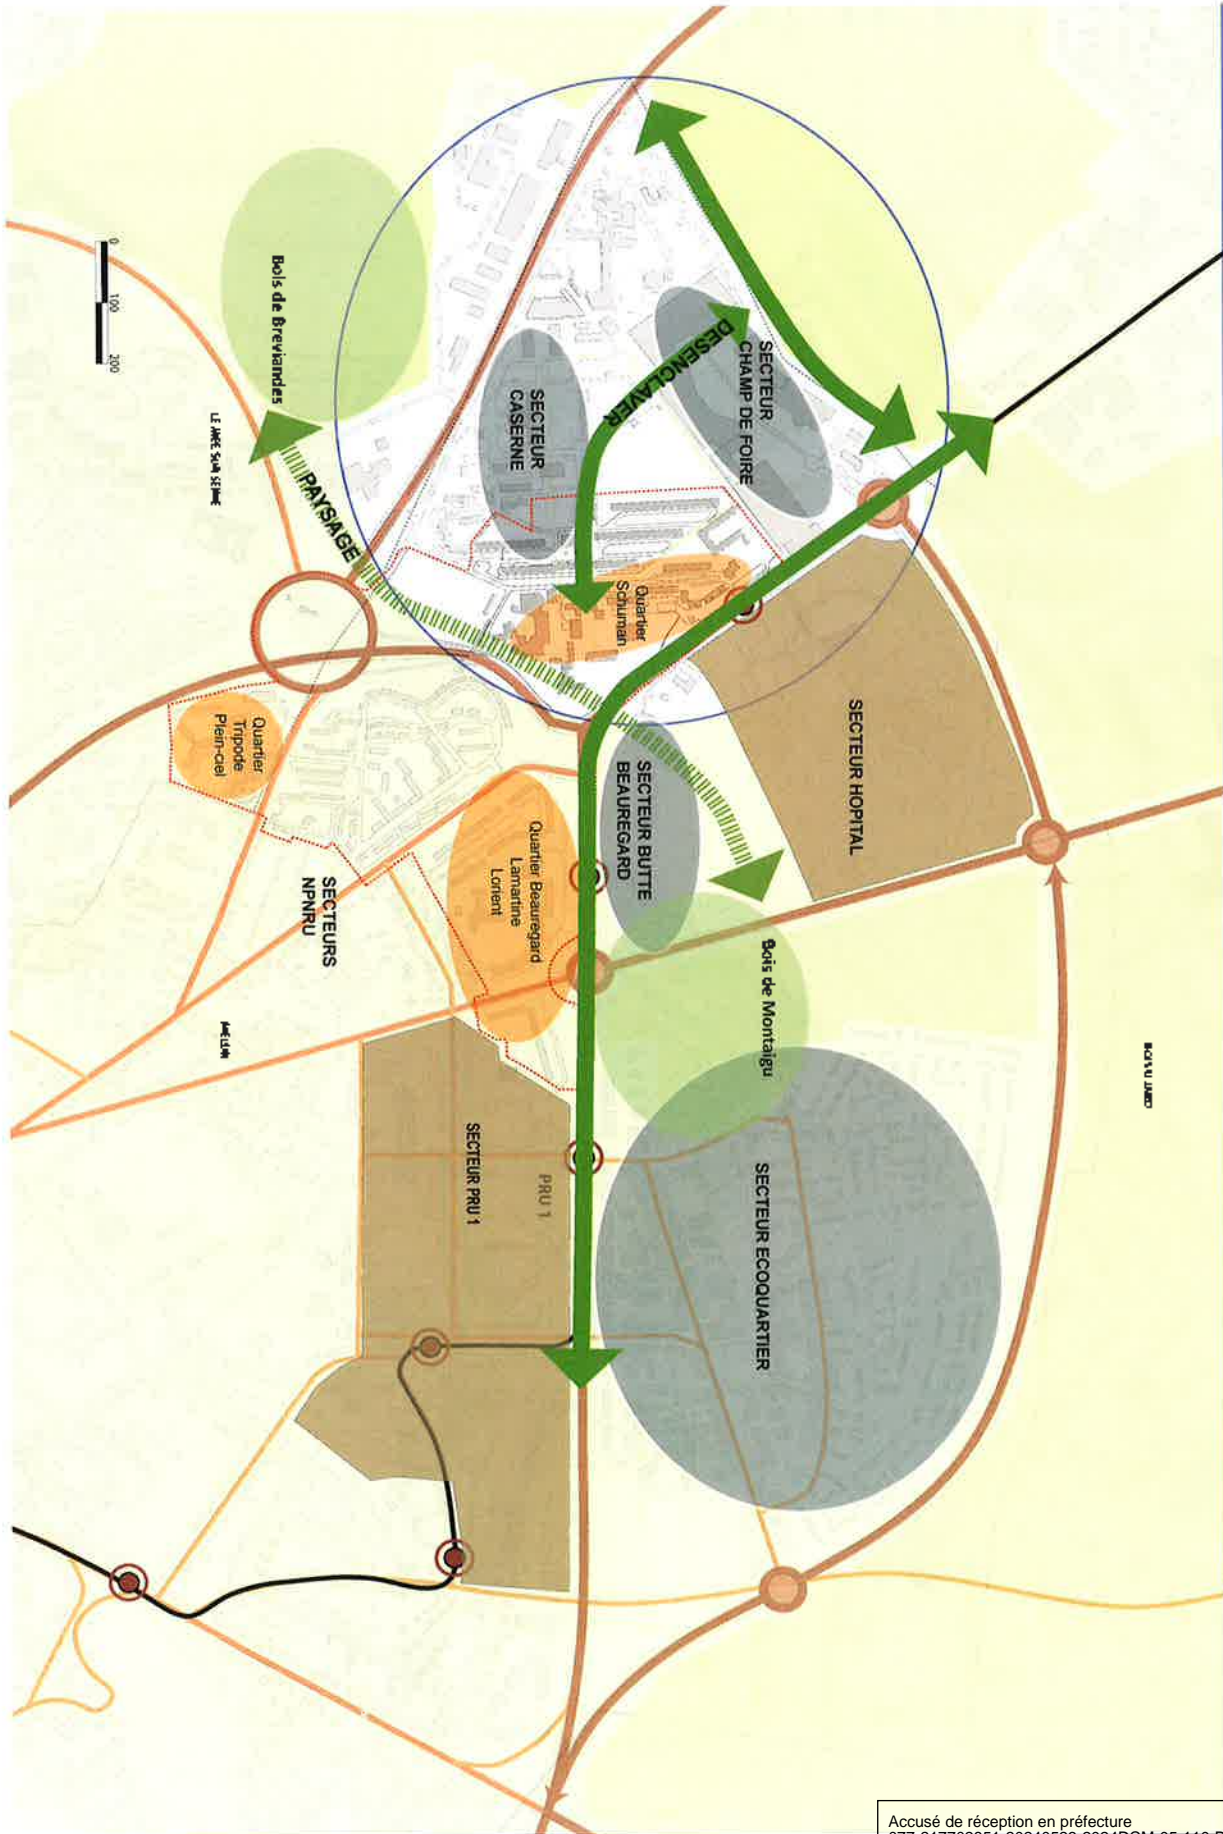 Bois de Breviandes
LE MEE SUR SEINE
0 100 200
PAYSAGE
DESENCLAVER
SECTEUR
CHAMP DE FOIRE
SECTEUR
CASERNE
Quartier
Schuman
SECTEUR HOPITAL
Quartier
Tripode
Plein-ciel
SECTEUR BUTTE
BEAUREGARD
Quartier Beauregard
Lamartine
Lorient
SECTEURS
NPNRU
Bois de Montaigu
MELUN
SECTEUR PRU 1
PRU 1
SECTEUR ECOQUARTIER
Accusé de réception en préfecture